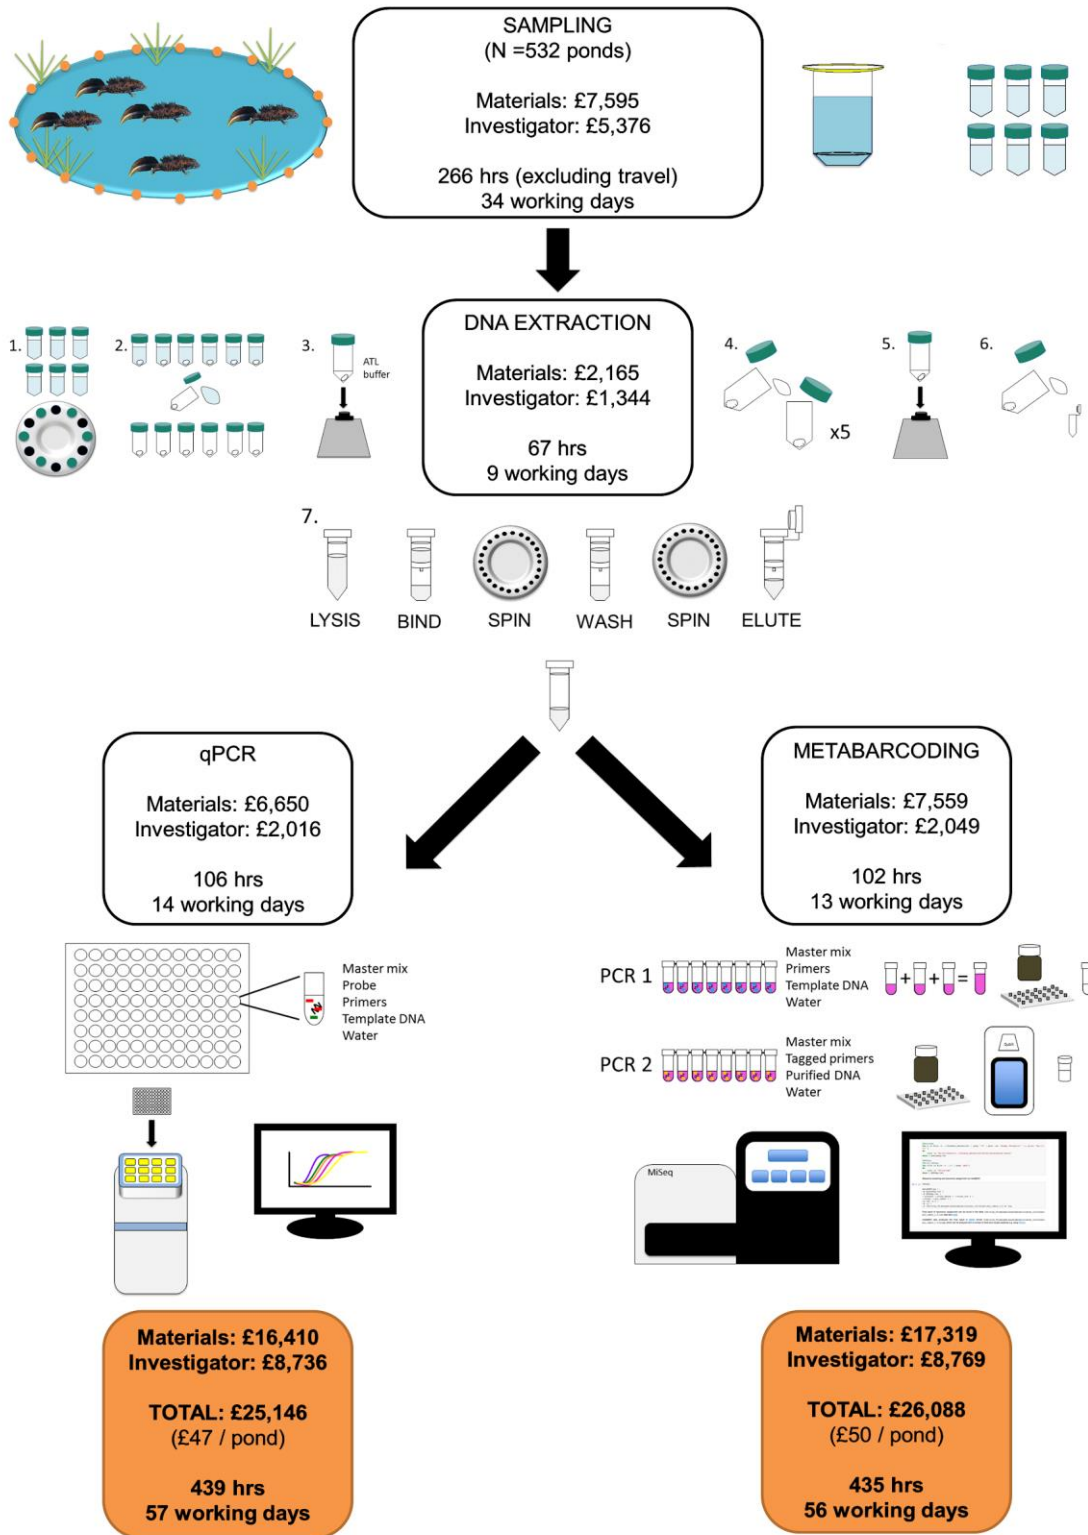 SAMPLING
(N =532 ponds)
Materials: £7,595
Investigator: £5,376
266 hrs (excluding travel)
34 working days
DNA EXTRACTION
Materials: £2,165
Investigator: £1,344
67 hrs
9 working days
1.
2.
3.
ATL
buffer
4.
x5
5.
6.
7.
LYSIS BIND SPIN WASH SPIN ELUTE
qPCR
Materials: £6,650
Investigator: £2,016
106 hrs
14 working days
METABARCODING
Materials: £7,559
Investigator: £2,049
102 hrs
13 working days
Master mix
Probe
Primers
Template DNA
Water
PCR 1
Master mix
Primers
Template DNA
Water
+ + =
PCR 2
Master mix
Tagged primers
Purified DNA
Water
MiSeq
Materials: £16,410
Investigator: £8,736
TOTAL: £25,146
(£47 / pond)
439 hrs
57 working days
Materials: £17,319
Investigator: £8,769
TOTAL: £26,088
(£50 / pond)
435 hrs
56 working days